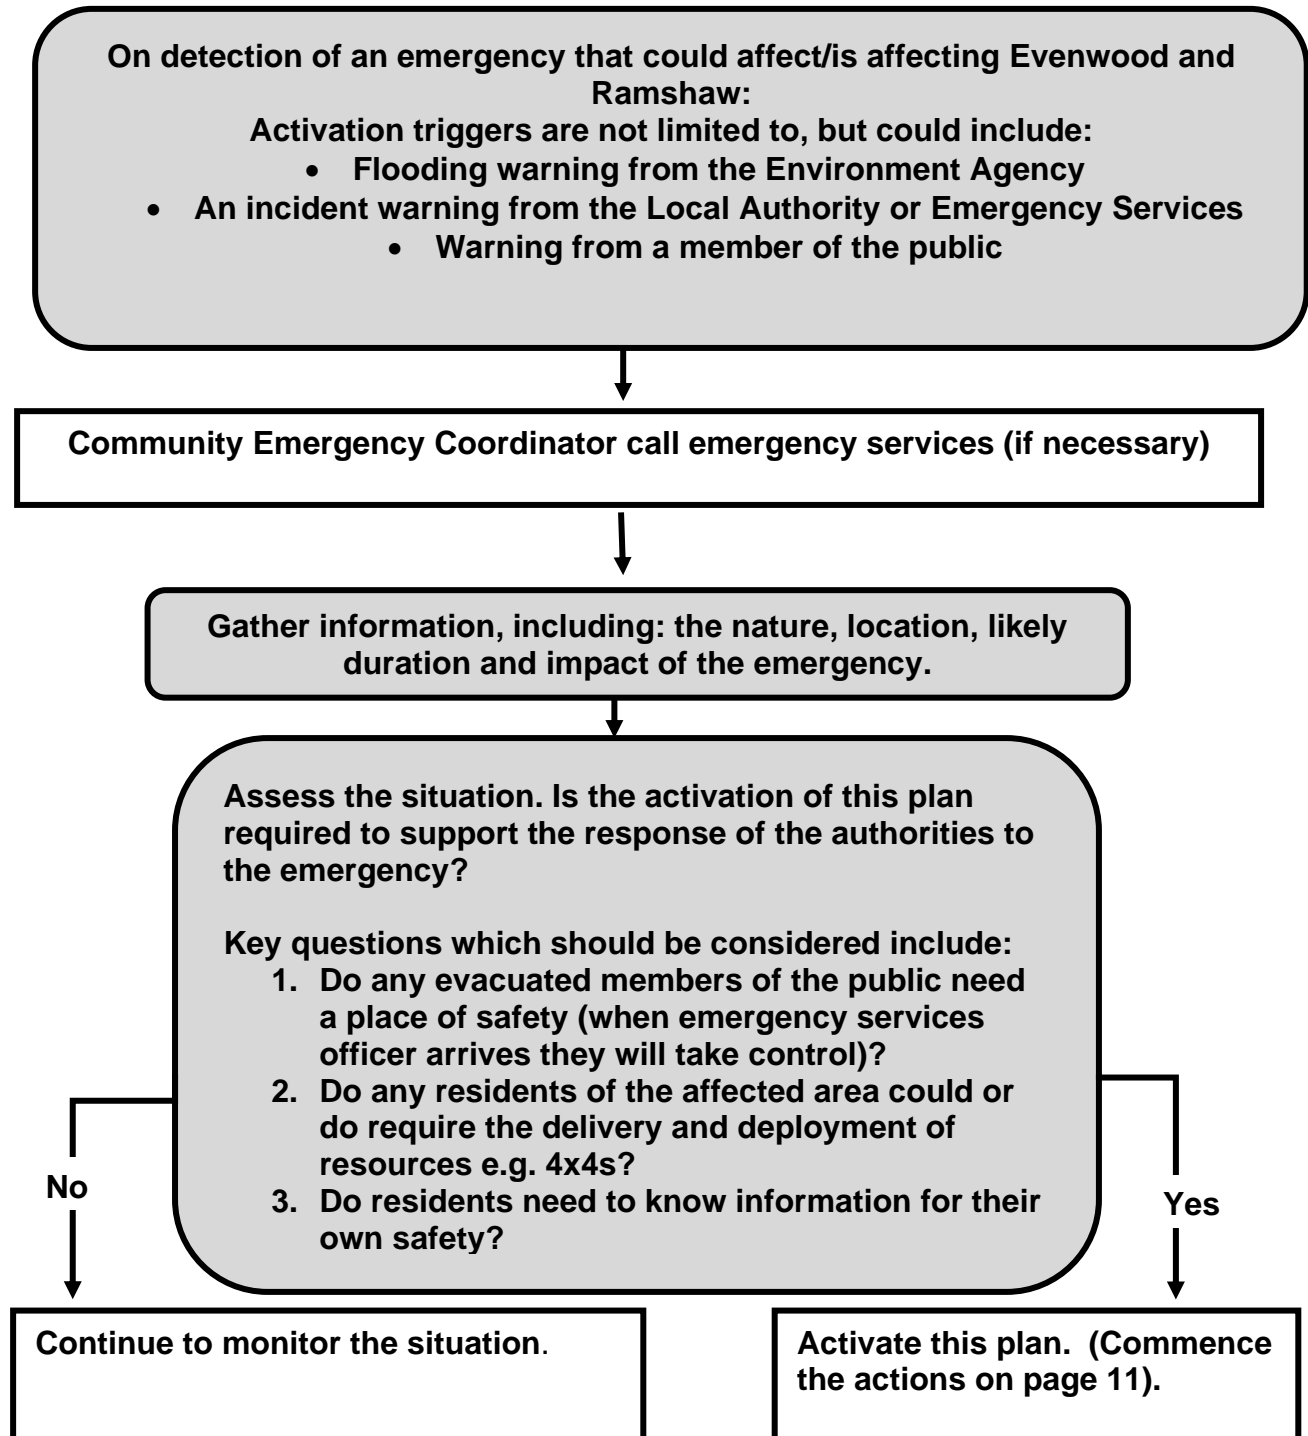 On detection of an emergency that could affect/is affecting Evenwood and
Ramshaw:
Activation triggers are not limited to, but could include:
• Flooding warning from the Environment Agency
• An incident warning from the Local Authority or Emergency Services
• Warning from a member of the public
Community Emergency Coordinator call emergency services (if necessary)
Gather information, including: the nature, location, likely
duration and impact of the emergency.
Assess the situation. Is the activation of this plan
required to support the response of the authorities to
the emergency?
Key questions which should be considered include:
1. Do any evacuated members of the public need
a place of safety (when emergency services
officer arrives they will take control)?
2. Do any residents of the affected area could or
do require the delivery and deployment of
resources e.g. 4x4s?
3. Do residents need to know information for their
own safety?
No
Yes
Continue to monitor the situation.
Activate this plan.  (Commence
the actions on page 11).